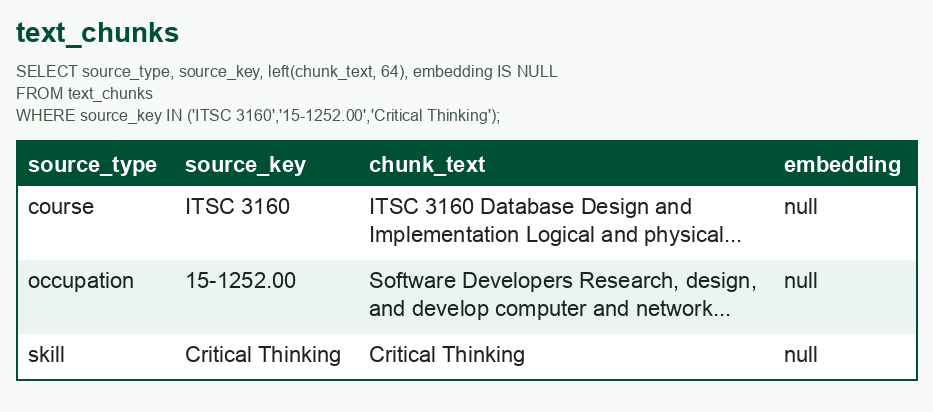 text_chunks
SELECT source_type, source_key, left(chunk_text, 64), embedding IS NULL
FROM text_chunks
WHERE source_key IN ('ITSC 3160','15-1252.00','Critical Thinking');
source_type source_key chunk_text embedding
course ITSC 3160 ITSC 3160 Database Design and null
Implementation Logical and physical...
occupation 15-1252.00 Software Developers Research, design, null
and develop computer and network...
skill Critical Thinking Critical Thinking null